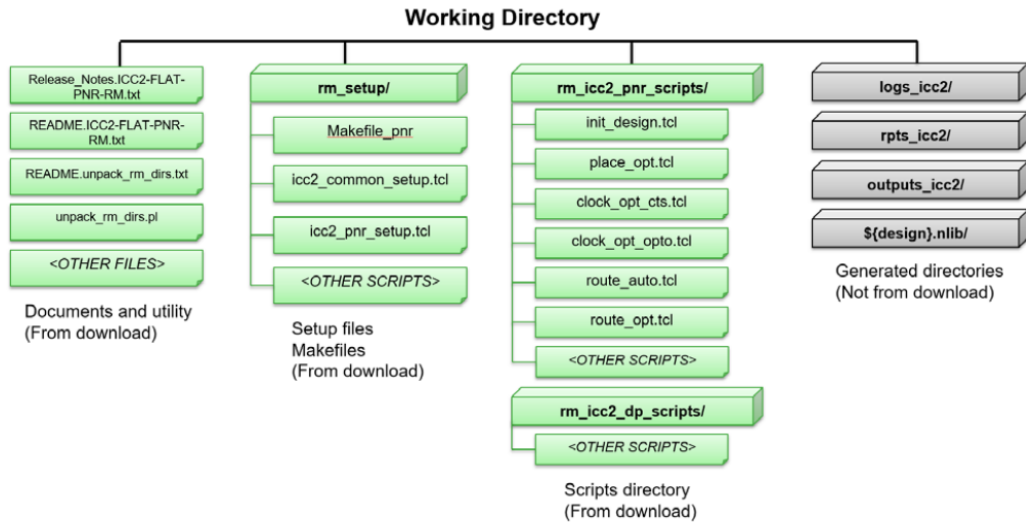 Working Directory
Release_Notes.ICC2-FLAT-
PNR-RM.txt
README.ICC2-FLAT-PNR-
RM.txt
README.unpack_rm_dirs.txt
unpack_rm_dirs.pl
<OTHER FILES>
Documents and utility
(From download)
rm_setup/
Makefile_pnr
icc2_common_setup.tcl
icc2_pnr_setup.tcl
<OTHER SCRIPTS>
Setup files
Makefiles
(From download)
rm_icc2_pnr_scripts/
init_design.tcl
place_opt.tcl
clock_opt_cts.tcl
clock_opt_opto.tcl
route_auto.tcl
route_opt.tcl
<OTHER SCRIPTS>
rm_icc2_dp_scripts/
<OTHER SCRIPTS>
Scripts directory
(From download)
logs_icc2/
rpts_icc2/
outputs_icc2/
${design}.nlib/
Generated directories
(Not from download)